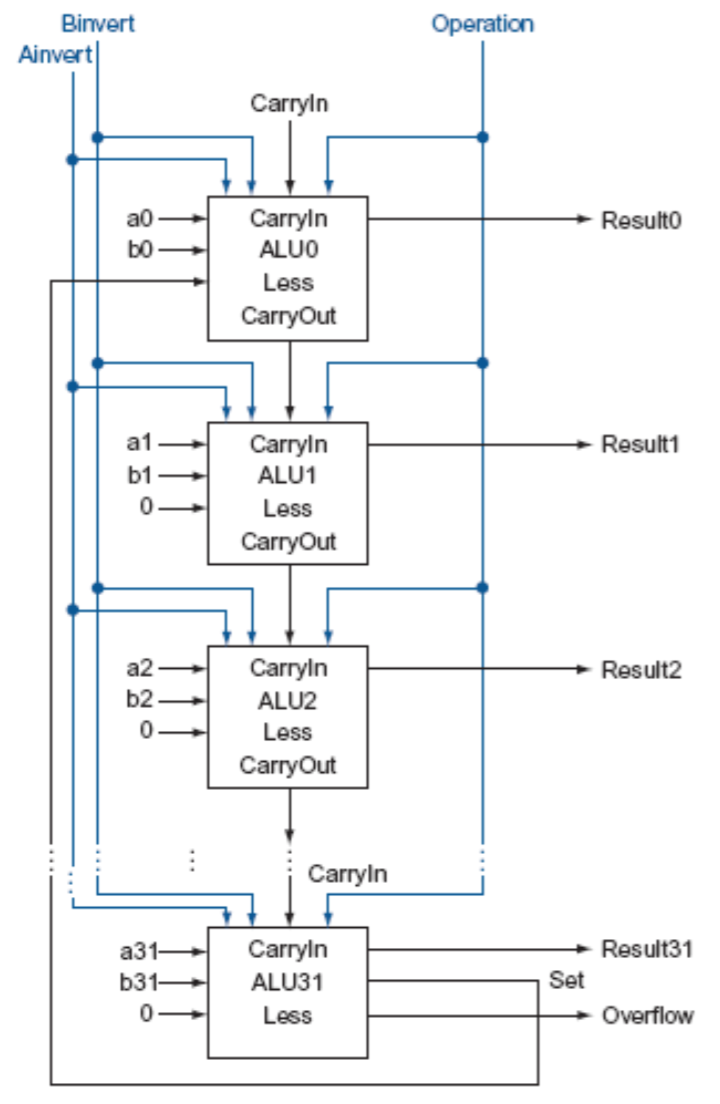 Binvert
Operation
Ainvert
CarryIn
a0
CarryIn
Result0
b0
ALU0
Less
CarryOut
a1
CarryIn
Result1
b1
ALU1
0
Less
CarryOut
a2
CarryIn
Result2
b2
ALU2
0
Less
CarryOut
CarryIn
a31
CarryIn
Result31
b31
ALU31
Set
0
Less
Overflow